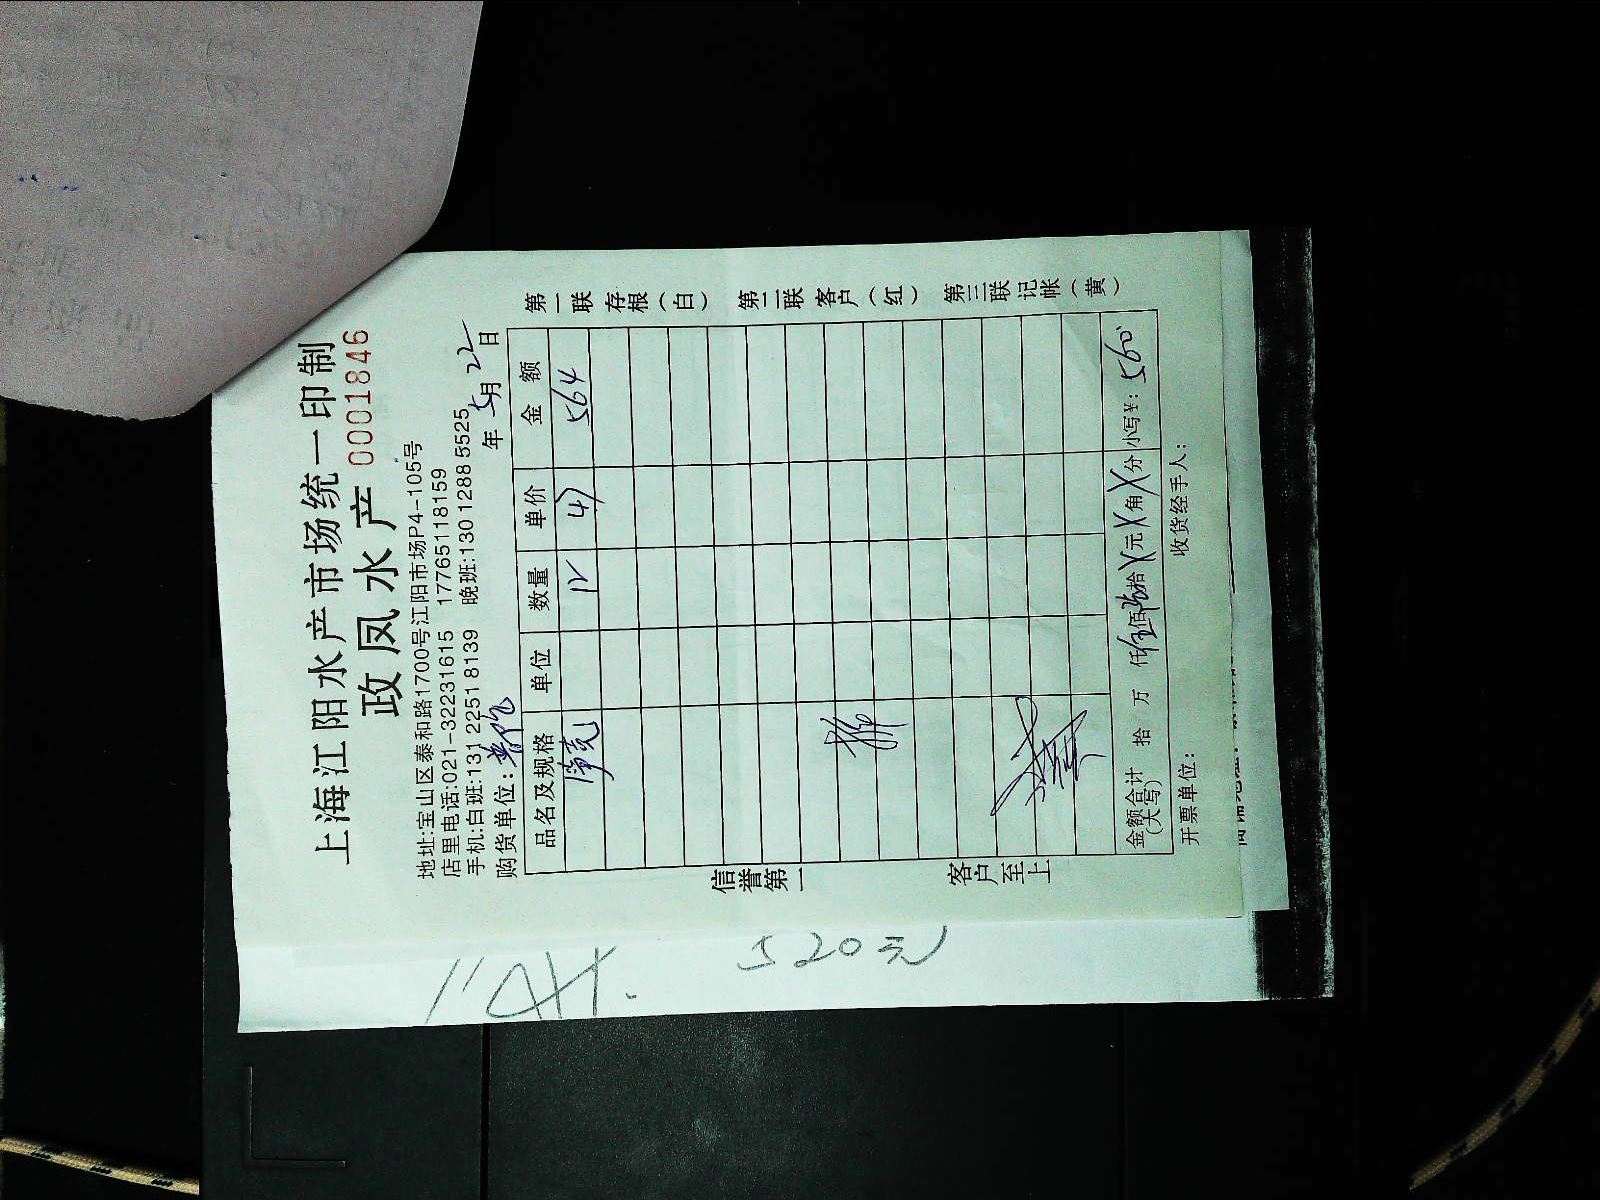 上海江阳水产市场统一印制
政凤水产 0001846
地址:宝山区泰和路1700号江阳市场P4-105号
店里电话:021-32231615 17765118159
手机:白班:131 2251 8139 晚班:130 1288 5525
购货单位: 年 5月 22日
品名及规格 单位 数量 单价 金额
12 47 564
金额合计(大写) 拾 万 仟伍佰陆拾X元X角X分 小写¥: 560
开票单位: 收货经手人:
信誉第一 客户至上
第一联存根(白) 第二联客户(红) 第三联记帐(黄)
520元